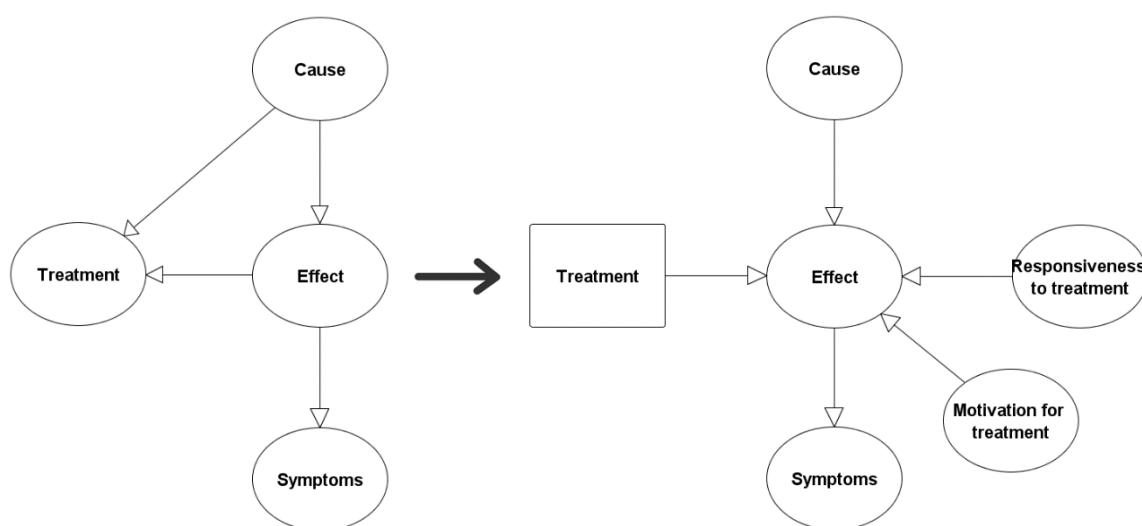 Cause
Treatment
Effect
Symptoms
Cause
Treatment
Effect
Responsiveness
to treatment
Motivation for
treatment
Symptoms